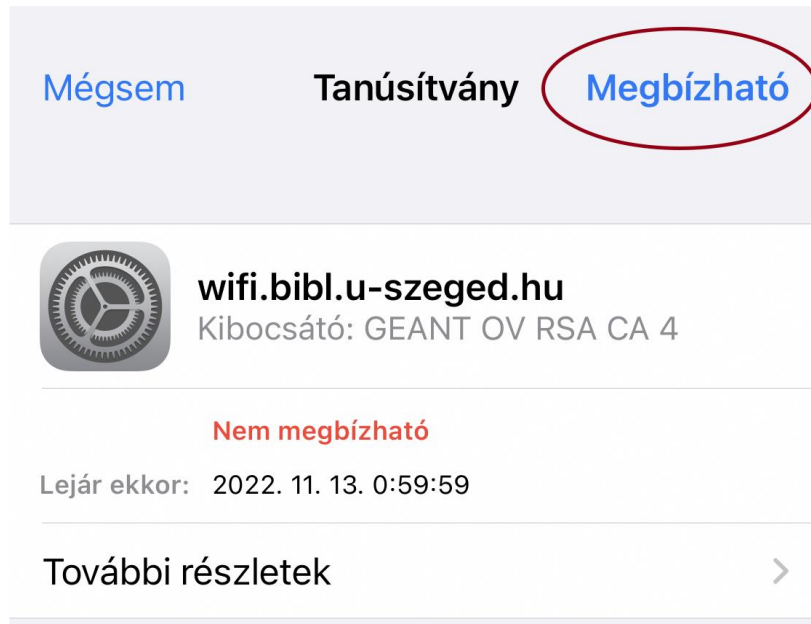 Mégsem Tanúsítvány Megbízható
wifi.bibl.u-szeged.hu
Kibocsátó: GEANT OV RSA CA 4
Nem megbízható
Lejár ekkor: 2022. 11. 13. 0:59:59
További részletek